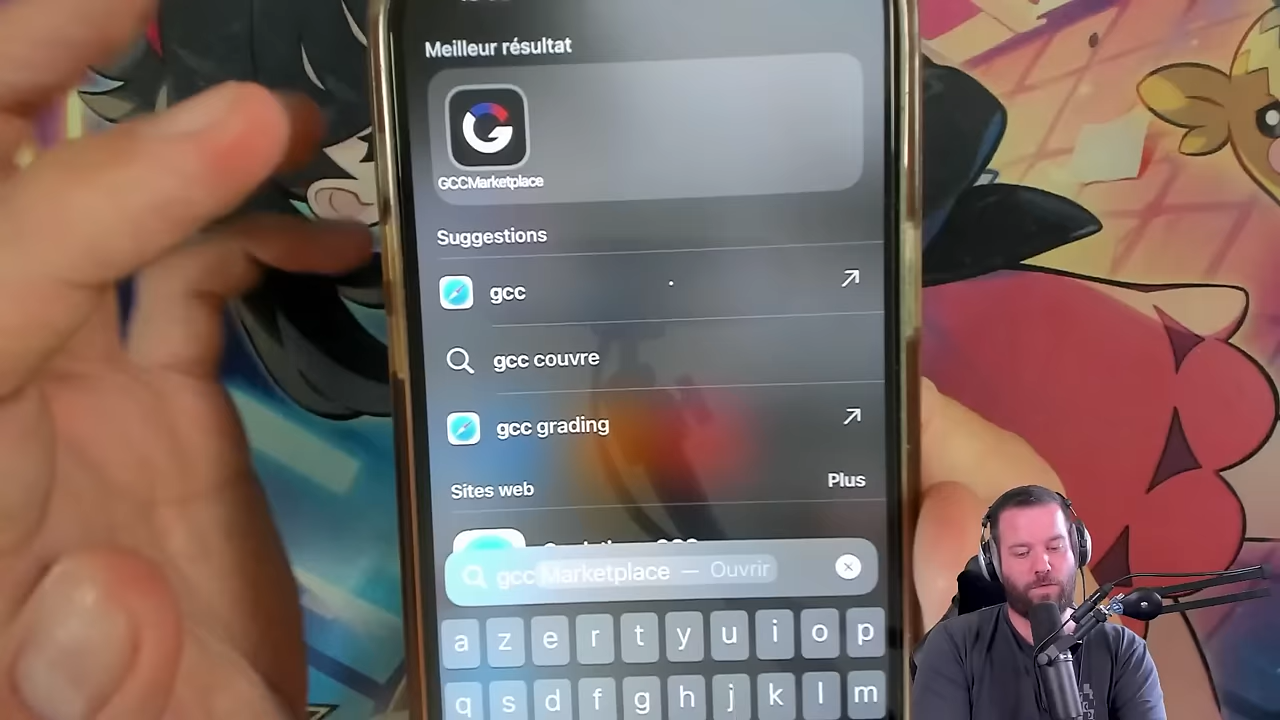 Meilleur résultat
GCCMarketplace
Suggestions
gcc
gcc couvre
gcc grading
Sites web
Plus
gcc Marketplace — Ouvrir
a z e r t y u i o p
q s d f g h j k l m